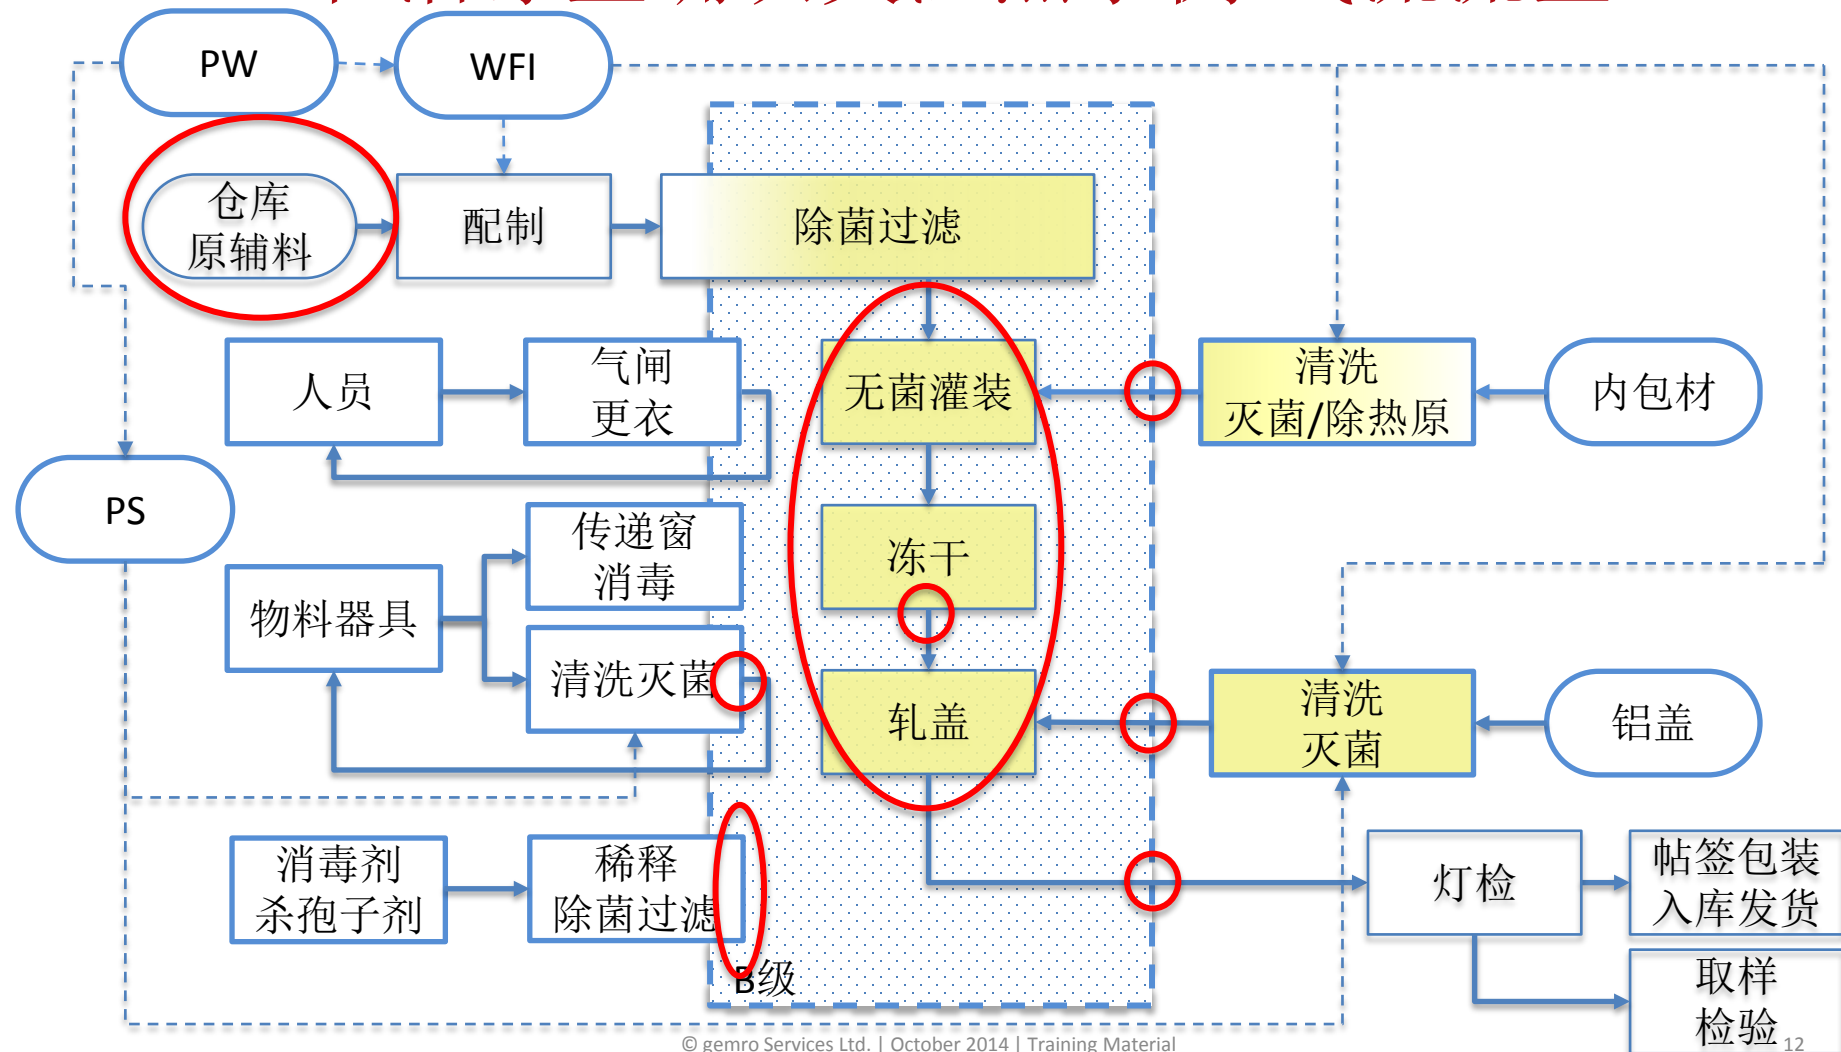 PW
WFI
仓库
原辅料
配制
除菌过滤
人员
气闸
更衣
无菌灌装
清洗
灭菌/除热原
内包材
PS
传递窗
消毒
冻干
物料器具
清洗灭菌
轧盖
清洗
灭菌
铝盖
消毒剂
杀孢子剂
稀释
除菌过滤
灯检
帖签包装
入库发货
B级
取样
检验
© gemro Services Ltd. | October 2014 | Training Material
12